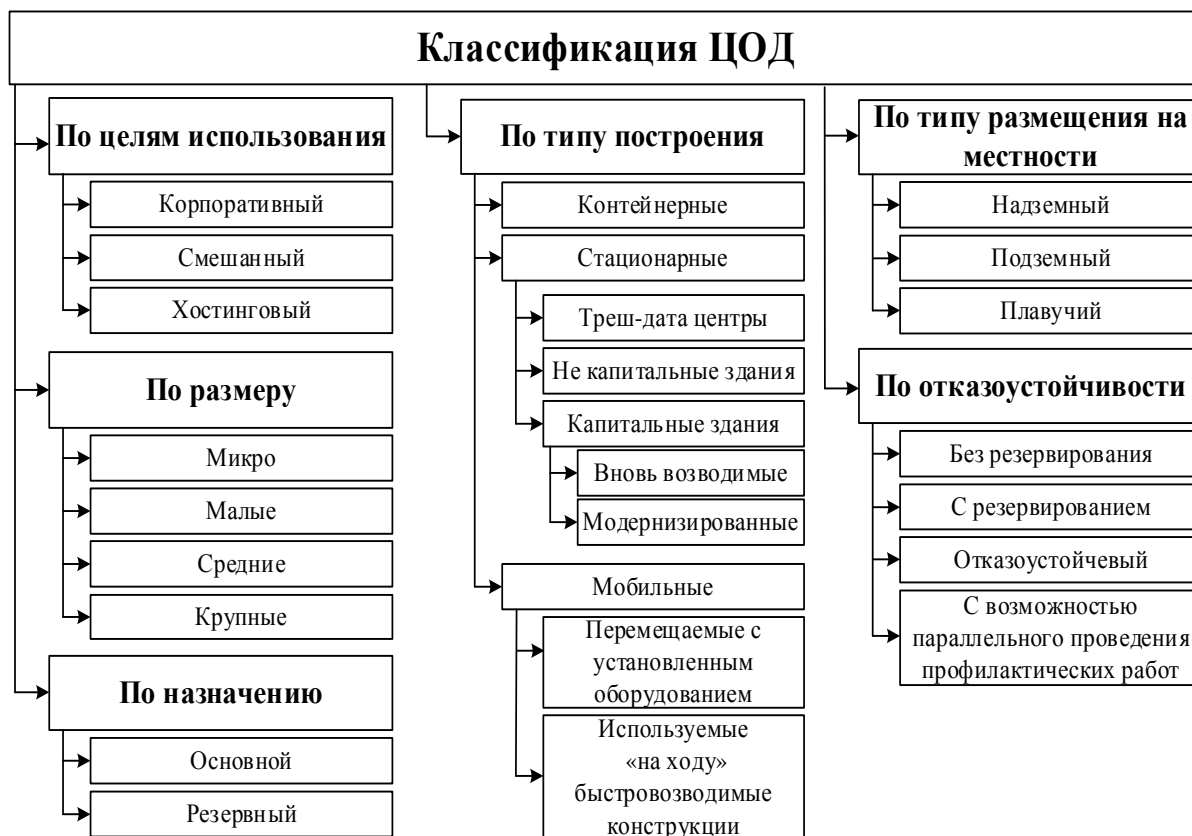 Классификация ЦОД
По целям использования
Корпоративный
Смешанный
Хостинговый
По размеру
Микро
Малые
Средние
Крупные
По назначению
Основной
Резервный
По типу построения
Контейнерные
Стационарные
Треш-дата центры
Не капитальные здания
Капитальные здания
Вновь возводимые
Модернизированные
Мобильные
Перемещаемые с
установленным
оборудованием
Используемые
«на ходу»
быстровозводимые
конструкции
По типу размещения на
местности
Надземный
Подземный
Плавучий
По отказоустойчивости
Без резервирования
С резервированием
Отказоустойчевый
С возможностью
параллельного проведения
профилактических работ